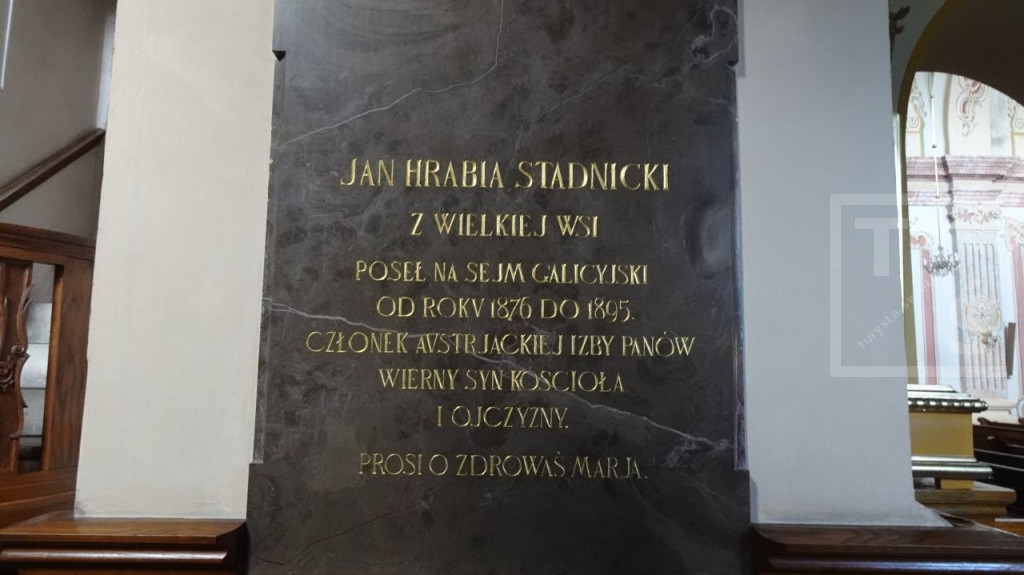 JAN HRABIA STADNICKI
Z WIELKIEJ WSI
POSEŁ NA SEJM GALICYJSKI
OD ROKV 1876 DO 1895.
CZŁONEK AVSTRJACKIEJ IZBY PANÓW
WIERNY SYN KOŚCIOŁA
I OJCZYZNY.
PROSI O ZDROWAŚ MARJA.
T